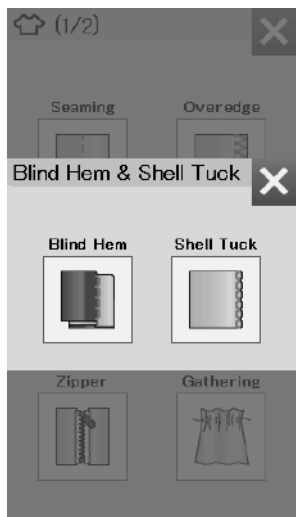 (1/2)
Seaming Overedge
Blind Hem & Shell Tuck
Blind Hem Shell Tuck
Zipper Gathering